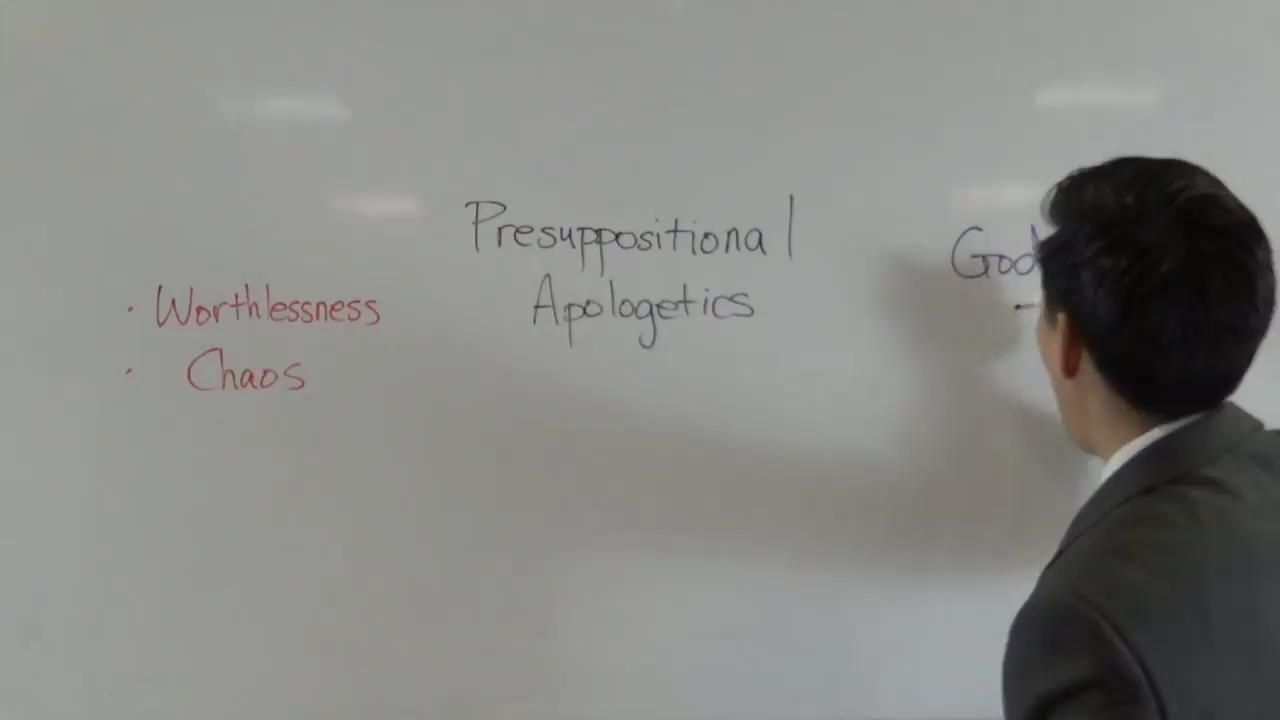 Presuppositional
Apologetics
· Worthlessness
· Chaos
God
-